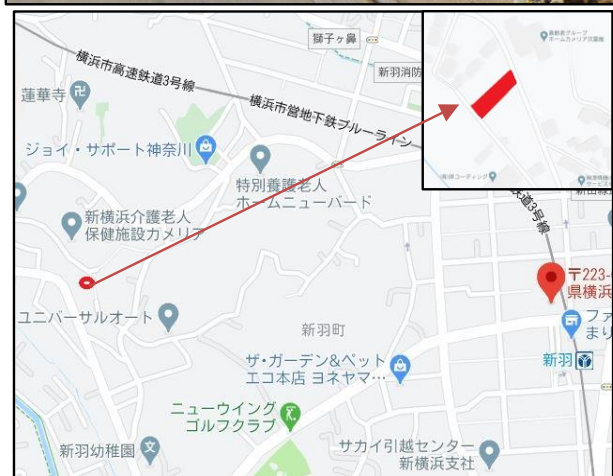 獅子ヶ鼻
横浜市高速鉄道3号線
新羽消防
蓮華寺
横浜市営地下鉄ブルーライン
ジョイ・サポート神奈川
特別養護老人
ホームニューバード
新横浜介護老人
保健施設カメリア
鉄道3号線
〒223-
県横浜
ユニバーサルオート
新羽町
ファ
まり
ザ・ガーデン&ペット
エコ本店 ヨネヤマ…
新羽
ニューウイング
ゴルフクラブ
サカイ引越センター
新横浜支社
新羽幼稚園